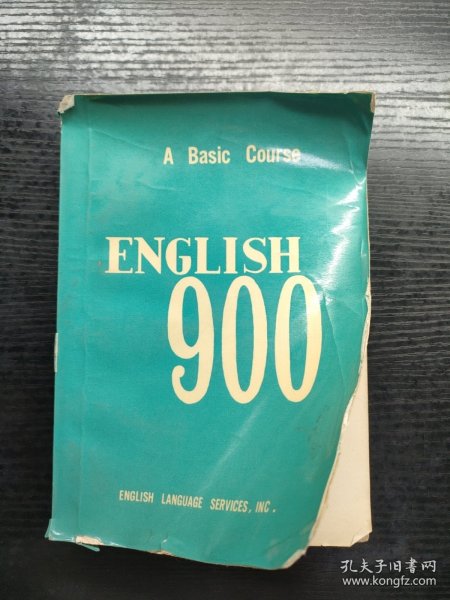 A Basic Course
ENGLISH
900
ENGLISH LANGUAGE SERVICES, INC.
孔夫子旧书网
www.kongfz.com